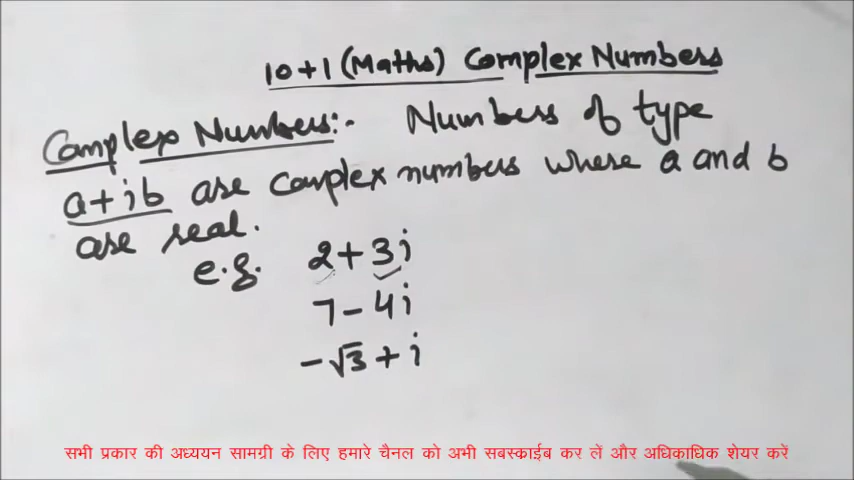 10+1 (Maths) Complex Numbers
Complex Numbers:- Numbers of type
a+ib are complex numbers where a and b
are real.
e.g. 2+3i
7-4i
-√3+i
सभी प्रकार की अध्ययन सामग्री के लिए हमारे चैनल को अभी सबस्क्राईब कर लें और अधिकाधिक शेयर करें